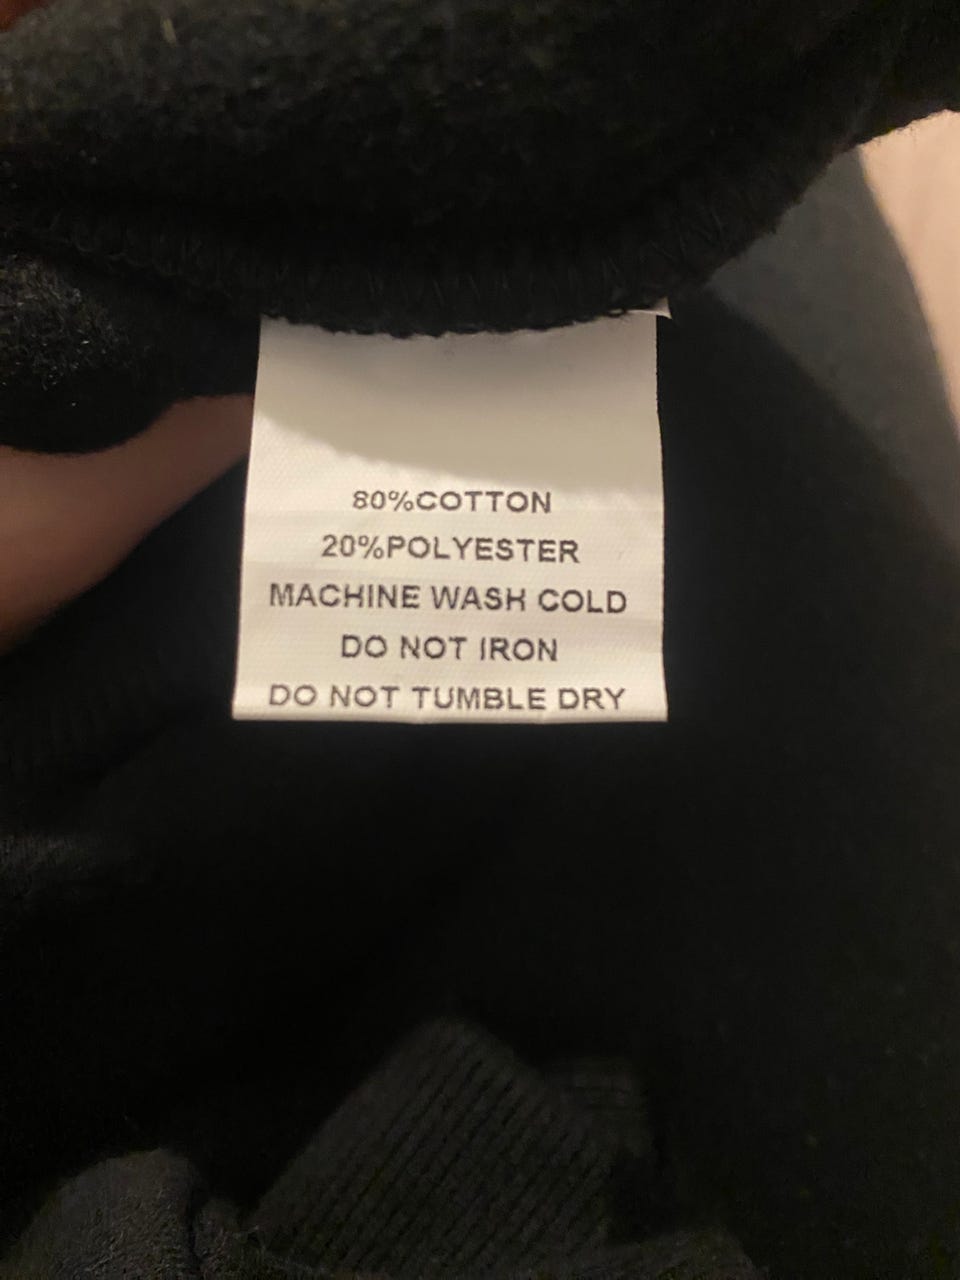 80%COTTON
20%POLYESTER
MACHINE WASH COLD
DO NOT IRON
DO NOT TUMBLE DRY